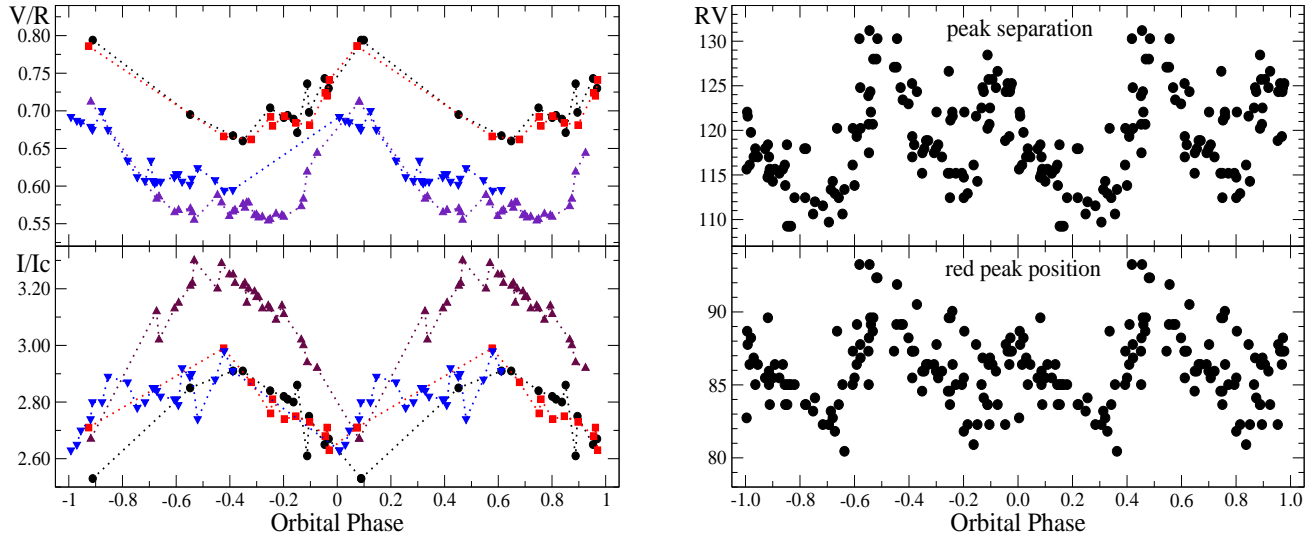 V/R
0.80
0.75
0.70
0.65
0.60
0.55
I/Ic
3.20
3.00
2.80
2.60
-1 -0.8 -0.6 -0.4 -0.2 0 0.2 0.4 0.6 0.8 1
Orbital Phase
RV
peak separation
130
125
120
115
110
red peak position
90
85
80
-1.0 -0.8 -0.6 -0.4 -0.2 0.0 0.2 0.4 0.6 0.8 1.0
Orbital Phase